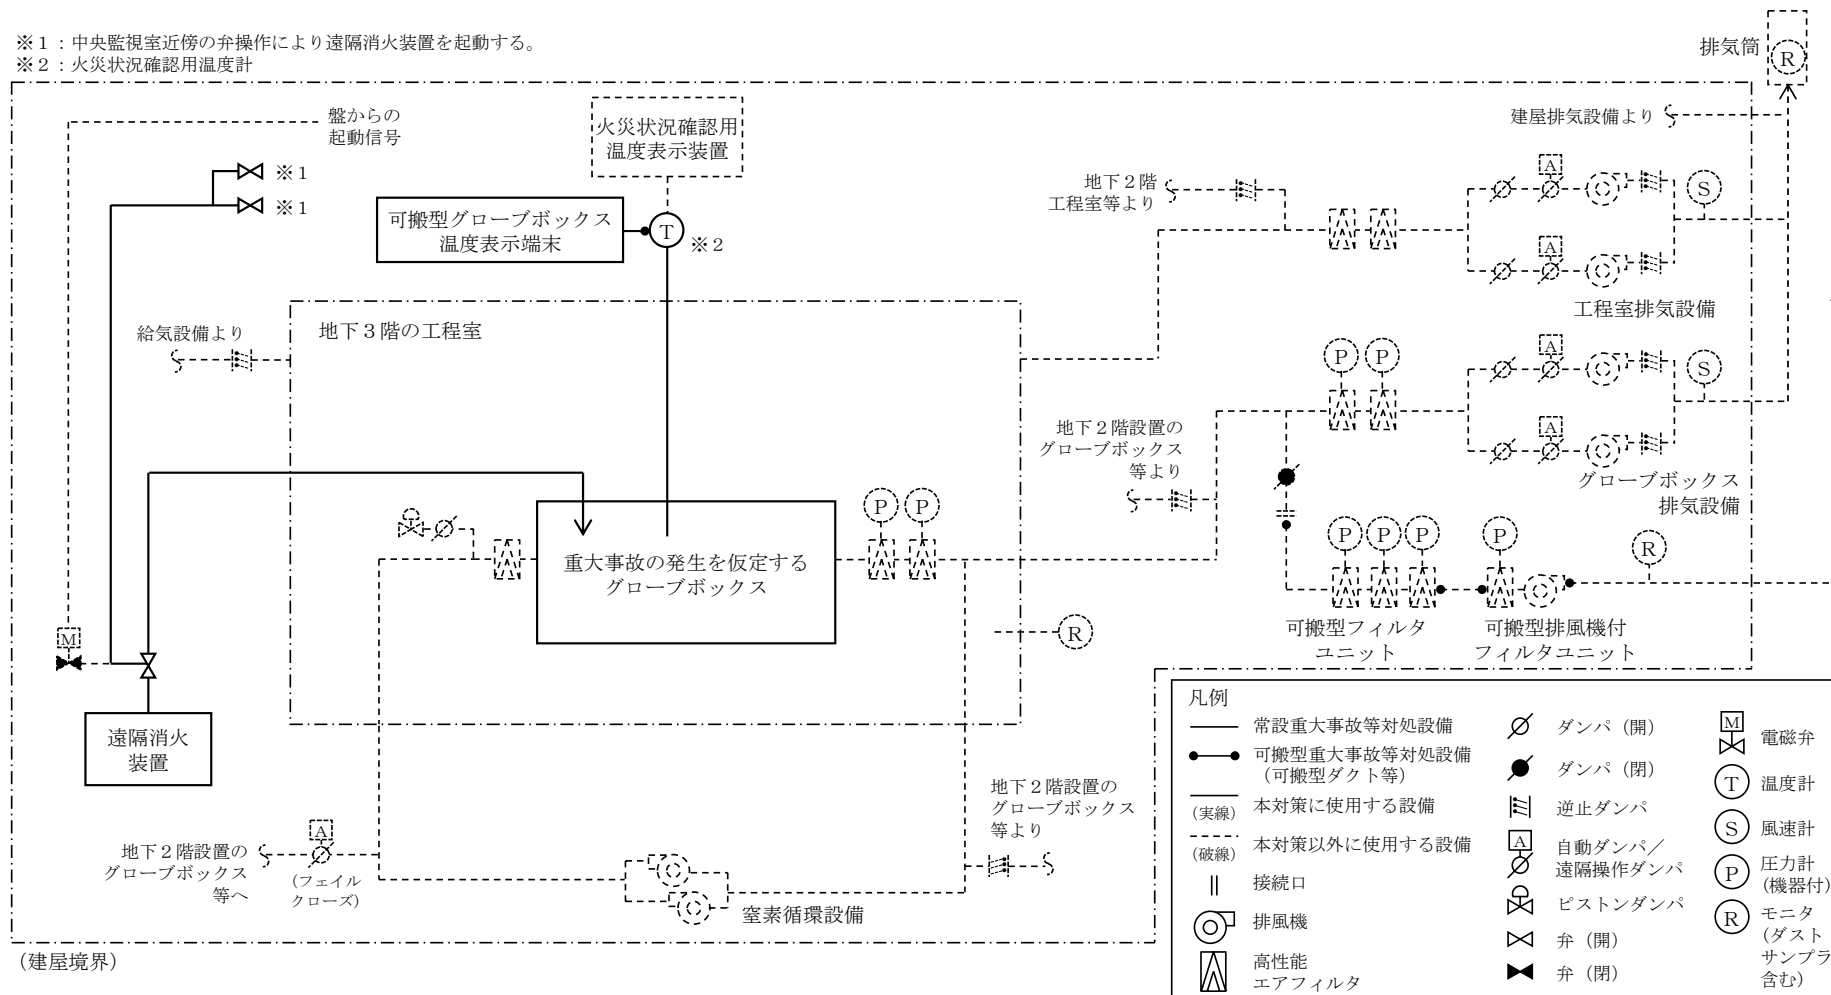 ※１：中央監視室近傍の弁操作により遠隔消火装置を起動する。
※２：火災状況確認用温度計
排気筒
R
盤からの
起動信号
※１
※１
火災状況確認用
温度表示装置
可搬型グローブボックス
温度表示端末
T
※２
建屋排気設備より
地下２階
工程室等より
A
S
A
工程室排気設備
給気設備より
地下３階の工程室
P
P
A
S
A
グローブボックス
排気設備
地下２階設置の
グローブボックス
等より
重大事故の発生を仮定する
グローブボックス
P
P
P
P
P
P
R
可搬型フィルタ
ユニット
可搬型排風機付
フィルタユニット
R
M
遠隔消火
装置
地下２階設置の
グローブボックス
等へ
A
（フェイル
クローズ）
窒素循環設備
地下２階設置の
グローブボックス
等より
（建屋境界）
凡例
常設重大事故等対処設備
可搬型重大事故等対処設備
（可搬型ダクト等）
（実線）
本対策に使用する設備
（破線）
本対策以外に使用する設備
接続口
排風機
高性能
エアフィルタ
ダンパ（開）
ダンパ（閉）
逆止ダンパ
A
自動ダンパ／
遠隔操作ダンパ
ピストンダンパ
弁（開）
弁（閉）
M
電磁弁
T
温度計
S
風速計
P
圧力計
（機器付）
R
モニタ
（ダスト
サンプラ
含む）